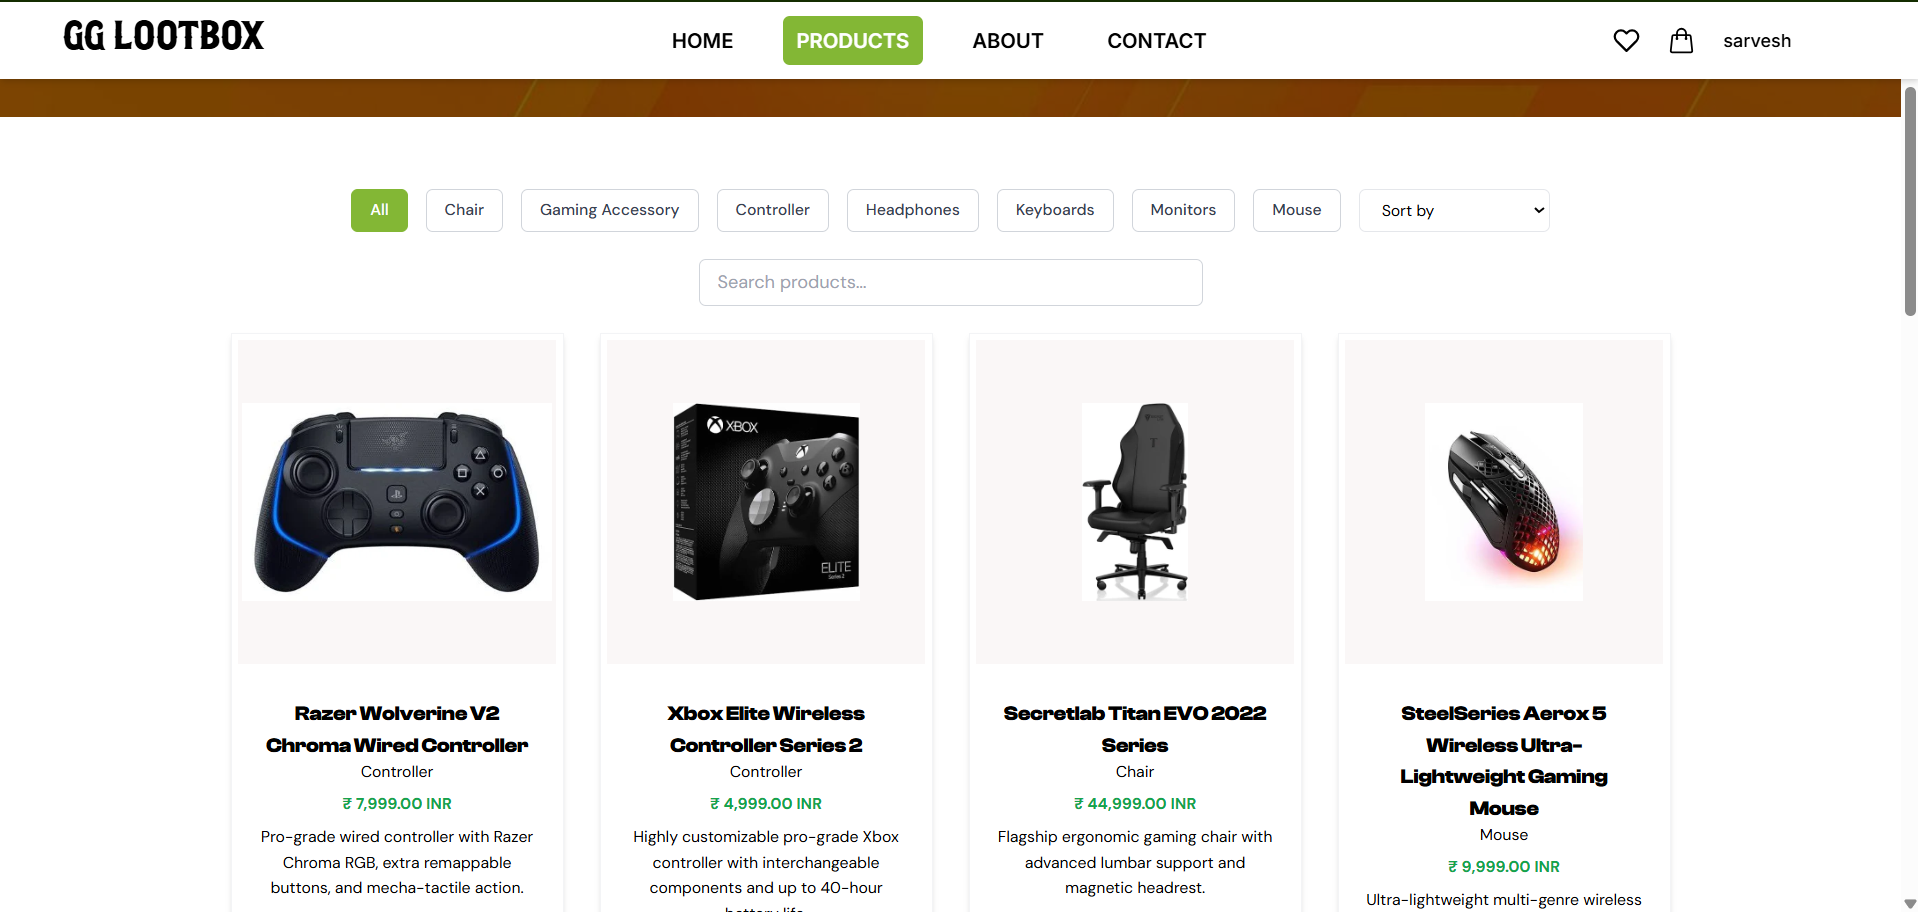 GG LOOTBOX
HOME PRODUCTS ABOUT CONTACT
sarvesh
All Chair Gaming Accessory Controller Headphones Keyboards Monitors Mouse Sort by
Search products...
XBOX
ELITE
Series 2
Razer Wolverine V2
Chroma Wired Controller
Controller
₹ 7,999.00 INR
Pro-grade wired controller with Razer
Chroma RGB, extra remappable
buttons, and mecha-tactile action.
Xbox Elite Wireless
Controller Series 2
Controller
₹ 4,999.00 INR
Highly customizable pro-grade Xbox
controller with interchangeable
components and up to 40-hour
battery life.
Secretlab Titan EVO 2022
Series
Chair
₹ 44,999.00 INR
Flagship ergonomic gaming chair with
advanced lumbar support and
magnetic headrest.
SteelSeries Aerox 5
Wireless Ultra-
Lightweight Gaming
Mouse
Mouse
₹ 9,999.00 INR
Ultra-lightweight multi-genre wireless